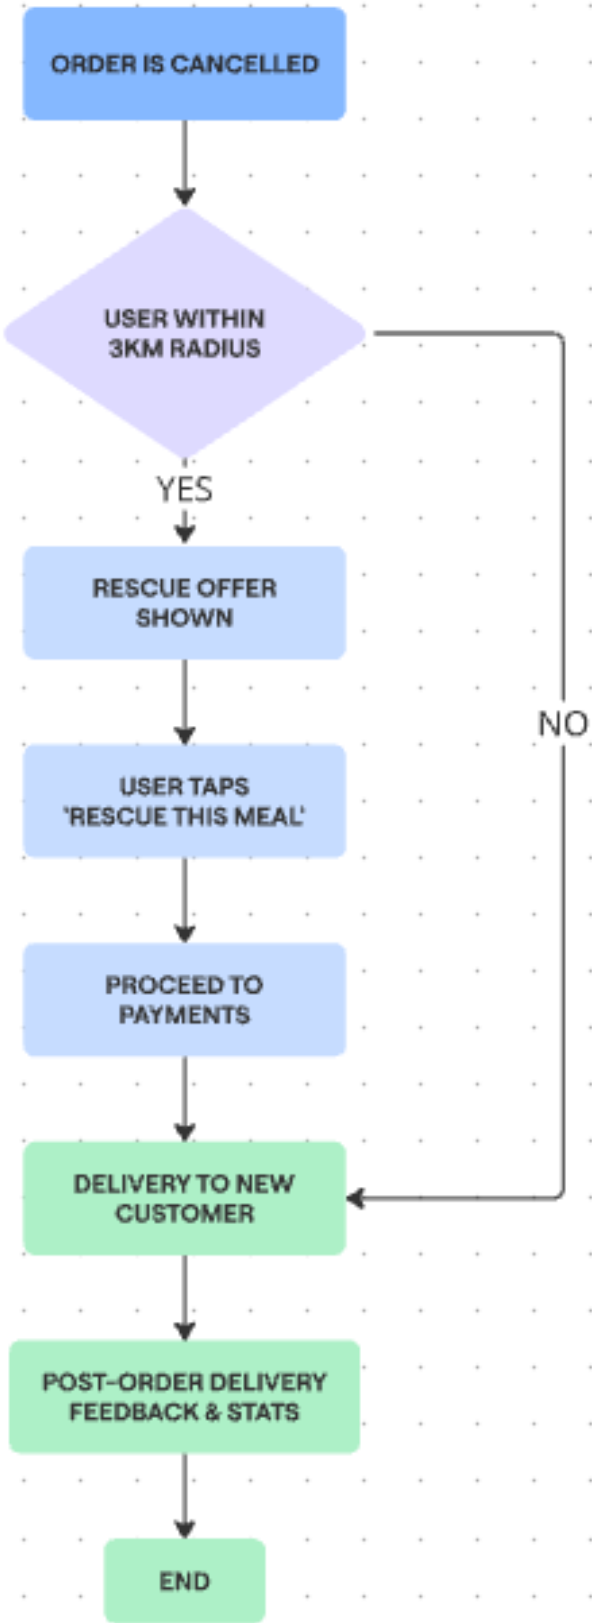 ORDER IS CANCELLED
USER WITHIN
3KM RADIUS
YES
RESCUE OFFER
SHOWN
NO
USER TAPS
'RESCUE THIS MEAL'
PROCEED TO
PAYMENTS
DELIVERY TO NEW
CUSTOMER
POST-ORDER DELIVERY
FEEDBACK & STATS
END